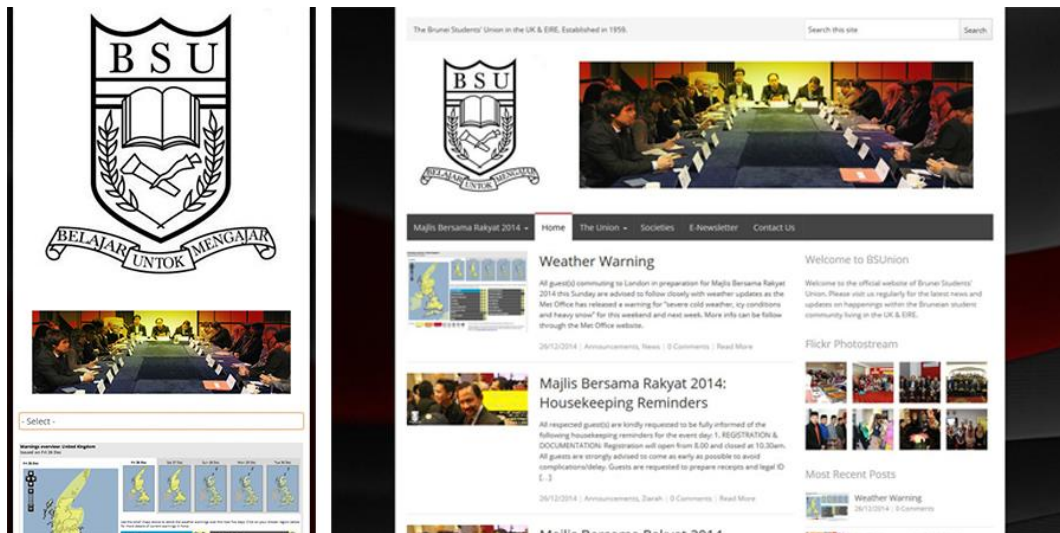 BSU
BELAJAR UNTOK MENGAJAR
- Select -
Warnings overview: United Kingdom
Issued on Fri 26 Dec
The Brunei Students' Union in the UK & EIRE, Established in 1959.
Search this site
Search
BSU
BELAJAR UNTOK MENGAJAR
Majlis Bersama Rakyat 2014
Home
The Union
Societies
E-Newsletter
Contact Us
Weather Warning
All guest(s) commuting to London in preparation for Majlis Bersama Rakyat
2014 this Sunday are advised to follow closely with weather updates as the
Met Office has released a warning for "severe cold weather, icy conditions
and heavy snow" for this weekend and next week. More info can be follow
through the Met Office website.
26/12/2014 | Announcements, News | 0 Comments | Read More
Majlis Bersama Rakyat 2014:
Housekeeping Reminders
All respected guest(s) are kindly requested to be fully informed of the
following housekeeping reminders for the event day: 1. REGISTRATION &
DOCUMENTATION: Registration will open from 8.00 and closed at 10.30am.
All guests are strongly advised to come as early as possible to avoid
complications/delay. Guests are requested to prepare receipts and legal ID
[...]
26/12/2014 | Announcements, Ziarah | 0 Comments | Read More
Majlis Bersama Rakyat 2014
Welcome to BSUnion
Welcome to the official website of Brunei Students'
Union. Please visit us regularly for the latest news and
updates on happenings within the Bruneian student
community living in the UK & EIRE.
Flickr Photostream
Most Recent Posts
Weather Warning
26/12/2014 | 0 Comments